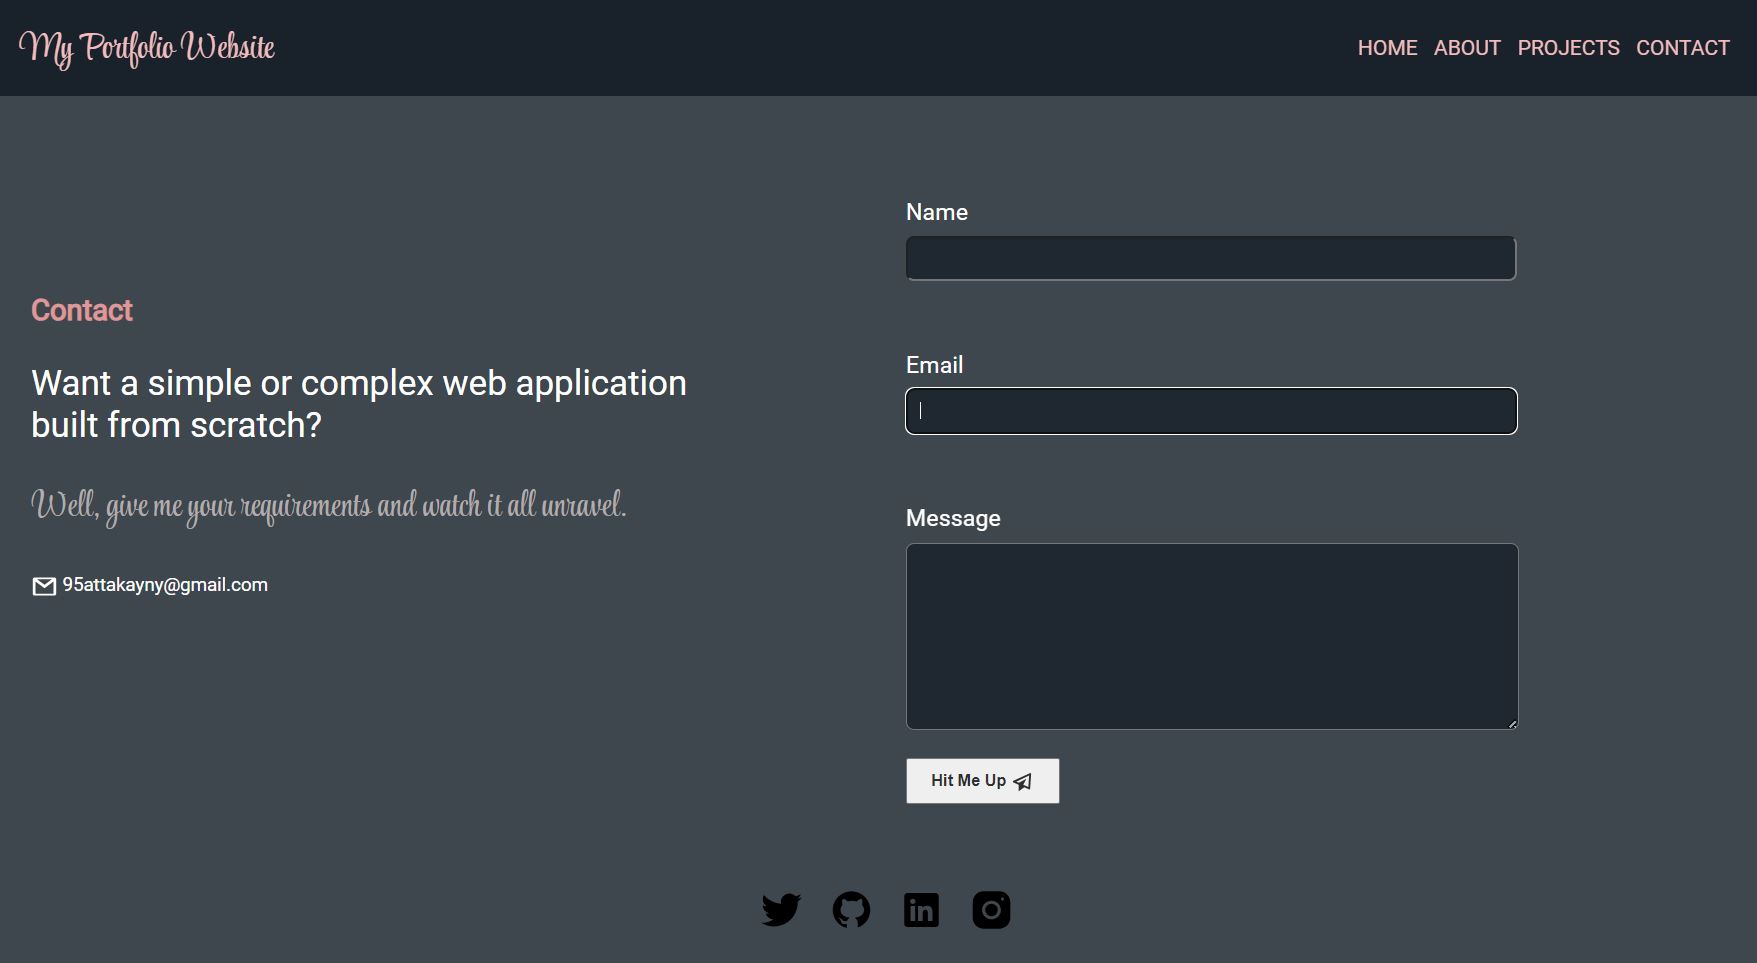 My Portfolio Website
HOME ABOUT PROJECTS CONTACT
Contact
Want a simple or complex web application
built from scratch?
Well, give me your requirements and watch it all unravel.
95attakayny@gmail.com
Name
Email
Message
Hit Me Up
in